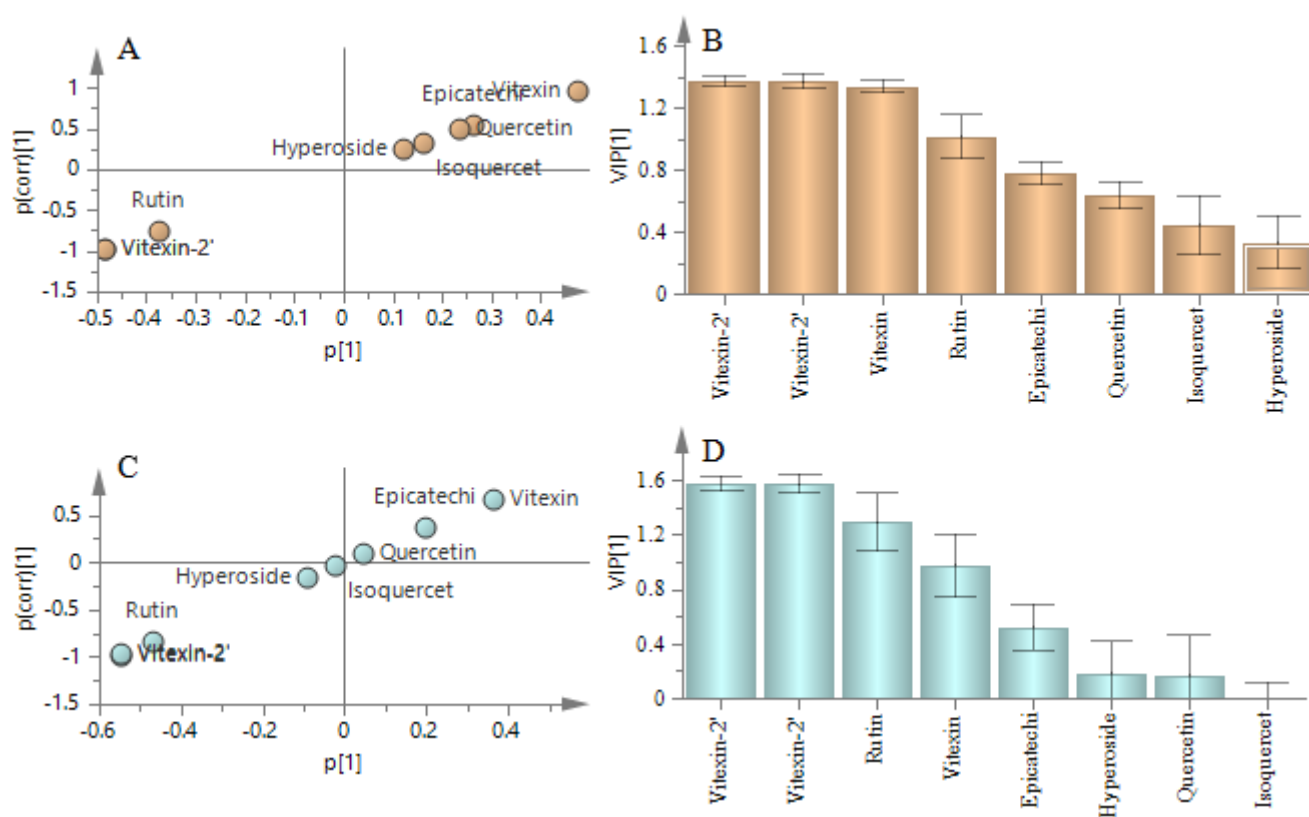 A
p(corr)[1]
1
0.5
0
-0.5
-1
-1.5
Epicatechi
Vitexin
Quercetin
Hyperoside
Isoquercet
Rutin
Vitexin-2'
-0.5 -0.4 -0.3 -0.2 -0.1 0 0.1 0.2 0.3 0.4
p[1]
B
VIP[1]
1.6
1.2
0.8
0.4
0
Vitexin-2'
Vitexin-2'
Vitexin
Rutin
Epicatechi
Quercetin
Isoquercet
Hyperoside
C
p(corr)[1]
0.5
0
-0.5
-1
-1.5
Epicatechi
Vitexin
Quercetin
Hyperoside
Isoquercet
Rutin
Vitexin-2'
-0.6 -0.4 -0.2 0 0.2 0.4
p[1]
D
VIP[1]
1.6
1.2
0.8
0.4
0
Vitexin-2'
Vitexin-2'
Rutin
Vitexin
Epicatechi
Hyperoside
Quercetin
Isoquercet